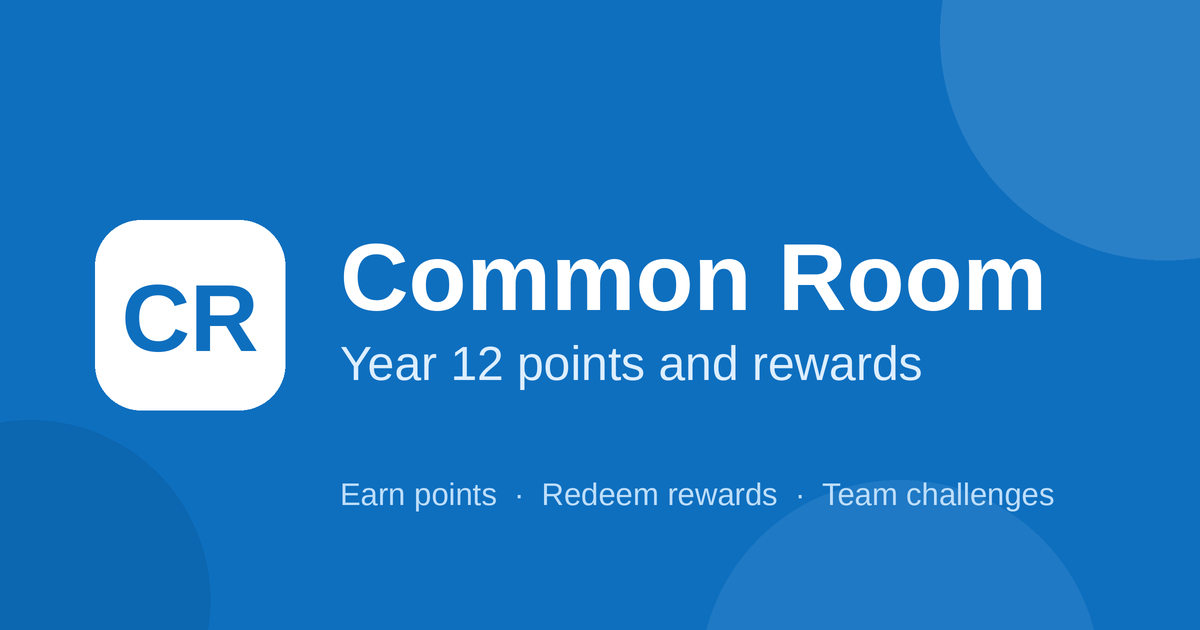 CR
Common Room
Year 12 points and rewards
Earn points · Redeem rewards · Team challenges